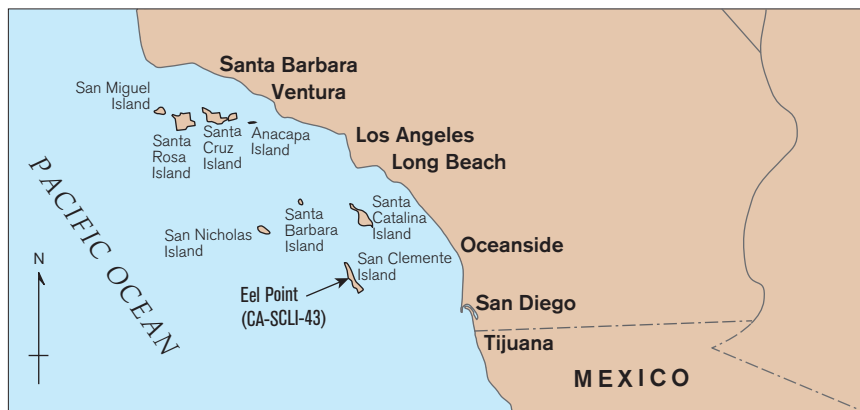 Santa Barbara
Ventura
San Miguel
Island
Santa
Rosa
Island
Santa
Cruz
Island
Anacapa
Island
Los Angeles
Long Beach
PACIFIC OCEAN
San Nicholas
Island
Santa
Barbara
Island
Santa
Catalina
Island
Oceanside
San Clemente
Island
N
Eel Point
(CA-SCLI-43)
San Diego
Tijuana
MEXICO